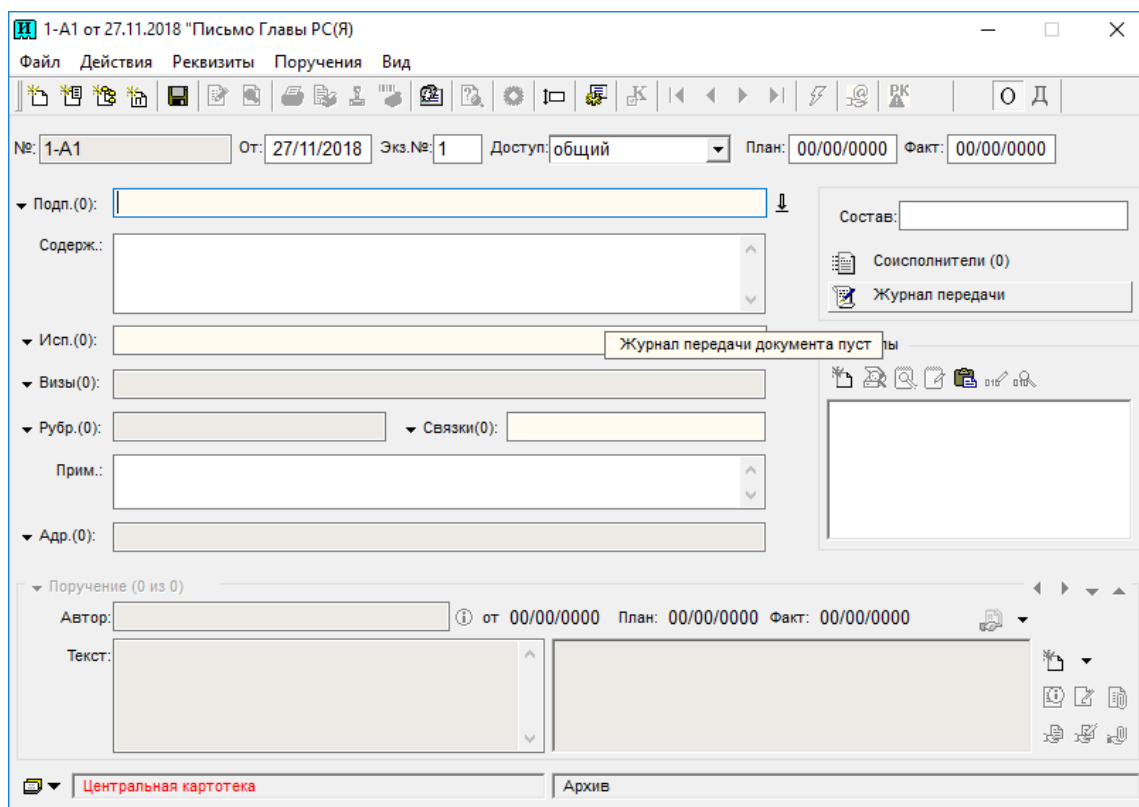 1-А1 от 27.11.2018 "Письмо Главы РС(Я)
Файл Действия Реквизиты Поручения Вид
О Д
№: 1-А1 От: 27/11/2018 Экз.№: 1 Доступ: общий План: 00/00/0000 Факт: 00/00/0000
Подп.(0):
Состав:
Содерж.:
Соисполнители (0)
Журнал передачи
Исп.(0):
Журнал передачи документа пуст
Визы(0):
Рубр.(0): Связки(0):
Прим.:
Адр.(0):
Поручение (0 из 0)
Автор: от 00/00/0000 План: 00/00/0000 Факт: 00/00/0000
Текст:
Центральная картотека Архив